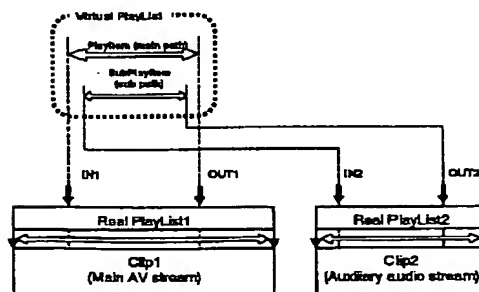 Virtual PlayList
PlayItem (main path)
SubPlayItem
(sub path)
IN1
OUT1
IN2
OUT2
Real PlayList1
Real PlayList2
Clip1
(Main AV stream)
Clip2
(Auxiliary audio stream)